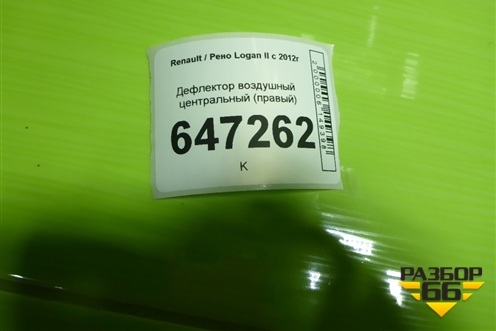 Renault / Рено Logan II с 2012г
Дефлектор воздушный
центральный (правый)
647262
К
РАЗБОР
66